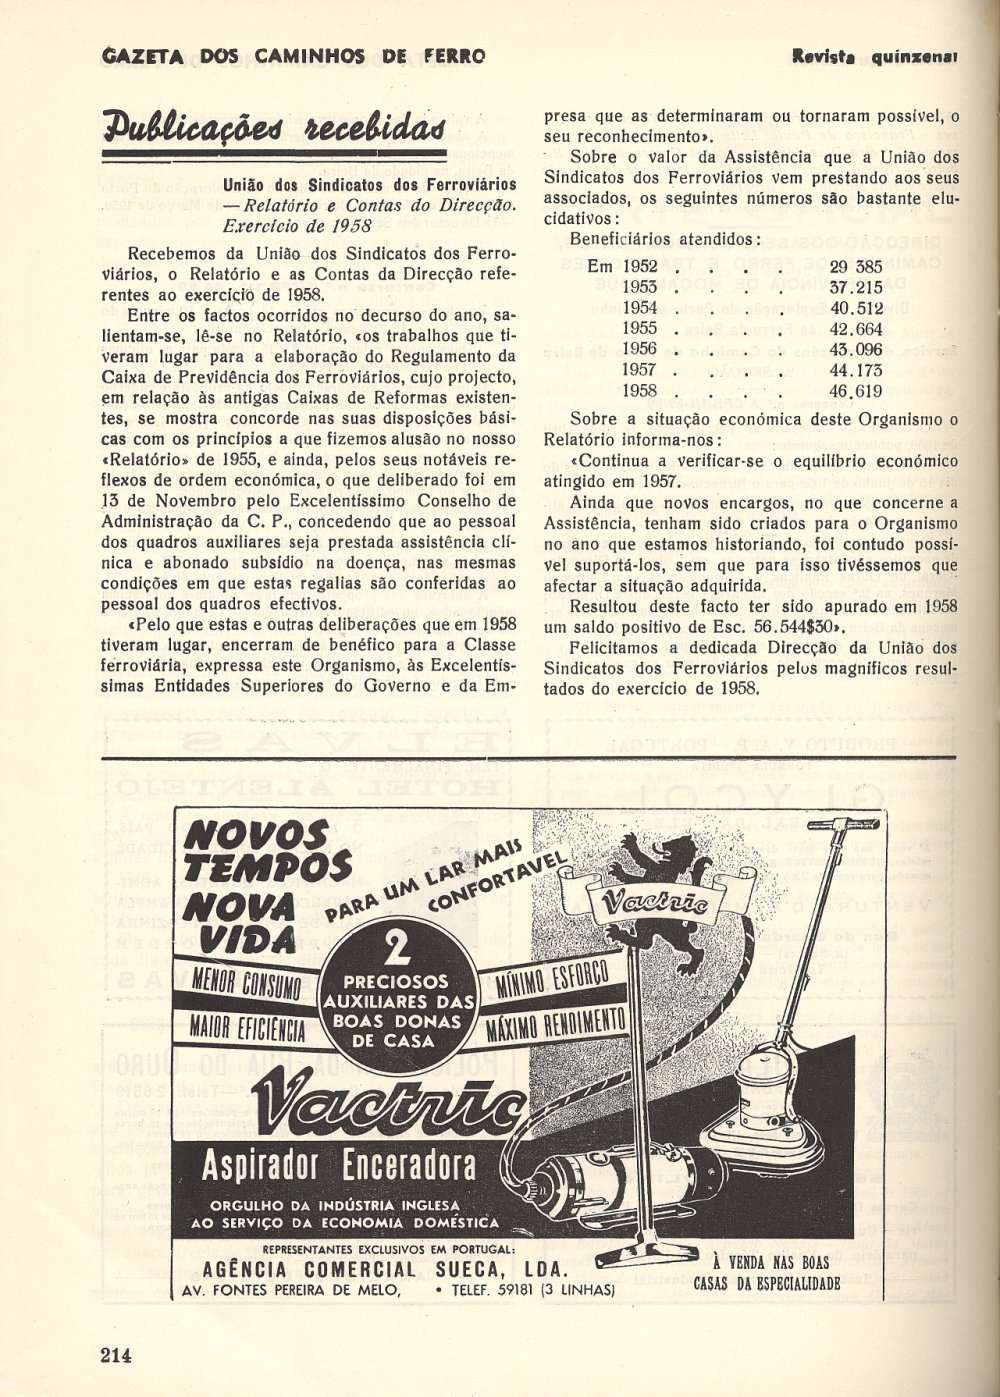 GAZETA DOS CAMINHOS DE FERRO
Revista quinzenal
Publicações recebidas
União dos Sindicatos dos Ferroviários
— Relatório e Contas do Direcção.
Exercício de 1958
Recebemos da União dos Sindicatos dos Ferro-
viários, o Relatório e as Contas da Direcção refe-
rentes ao exercício de 1958.
Entre os factos ocorridos no decurso do ano, sa-
lientam-se, lê-se no Relatório, «os trabalhos que ti-
veram lugar para a elaboração do Regulamento da
Caixa de Previdência dos Ferroviários, cujo projecto,
em relação às antigas Caixas de Reformas existen-
tes, se mostra concorde nas suas disposições bási-
cas com os princípios a que fizemos alusão no nosso
«Relatório» de 1955, e ainda, pelos seus notáveis re-
flexos de ordem económica, o que deliberado foi em
13 de Novembro pelo Excelentíssimo Conselho de
Administração da C. P., concedendo que ao pessoal
dos quadros auxiliares seja prestada assistência clí-
nica e abonado subsídio na doença, nas mesmas
condições em que estas regalias são conferidas ao
pessoal dos quadros efectivos.
«Pelo que estas e outras deliberações que em 1958
tiveram lugar, encerram de benéfico para a Classe
ferroviária, expressa este Organismo, às Excelentís-
simas Entidades Superiores do Governo e da Em-
presa que as determinaram ou tornaram possível, o
seu reconhecimento».
Sobre o valor da Assistência que a União dos
Sindicatos dos Ferroviários vem prestando aos seus
associados, os seguintes números são bastante elu-
cidativos:
Beneficiários atendidos:
Em 1952 . . . . 29 385
1953 . . . . 37.215
1954 . . . . 40.512
1955 . . . . 42.664
1956 . . . . 43.096
1957 . . . . 44.173
1958 . . . . 46.619
Sobre a situação económica deste Organismo o
Relatório informa-nos:
«Continua a verificar-se o equilíbrio económico
atingido em 1957.
Ainda que novos encargos, no que concerne a
Assistência, tenham sido criados para o Organismo
no ano que estamos historiando, foi contudo possí-
vel suportá-los, sem que para isso tivéssemos que
afectar a situação adquirida.
Resultou deste facto ter sido apurado em 1958
um saldo positivo de Esc. 56.544$30».
Felicitamos a dedicada Direcção da União dos
Sindicatos dos Ferroviários pelos magníficos resul-
tados do exercício de 1958.
NOVOS
TEMPOS
NOVA
VIDA
PARA UM LAR MAIS
CONFORTAVEL
Vactric
2
PRECIOSOS
AUXILIARES DAS
BOAS DONAS
DE CASA
MENOR CONSUMO
MAIOR EFICIÊNCIA
MÍNIMO ESFORÇO
MÁXIMO RENDIMENTO
Vactric
Aspirador Enceradora
ORGULHO DA INDÚSTRIA INGLESA
AO SERVIÇO DA ECONOMIA DOMÉSTICA
REPRESENTANTES EXCLUSIVOS EM PORTUGAL:
AGÊNCIA COMERCIAL SUECA, LDA.
AV. FONTES PEREIRA DE MELO, • TELEF. 59181 (3 LINHAS)
À VENDA NAS BOAS
CASAS DA ESPECIALIDADE
214